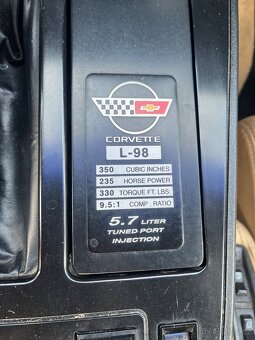 CORVETTE
L-98
350 CUBIC INCHES
235 HORSE POWER
330 TORQUE FT. LBS.
9.5:1 COMP. RATIO
5.7 LITER
TUNED PORT
INJECTION